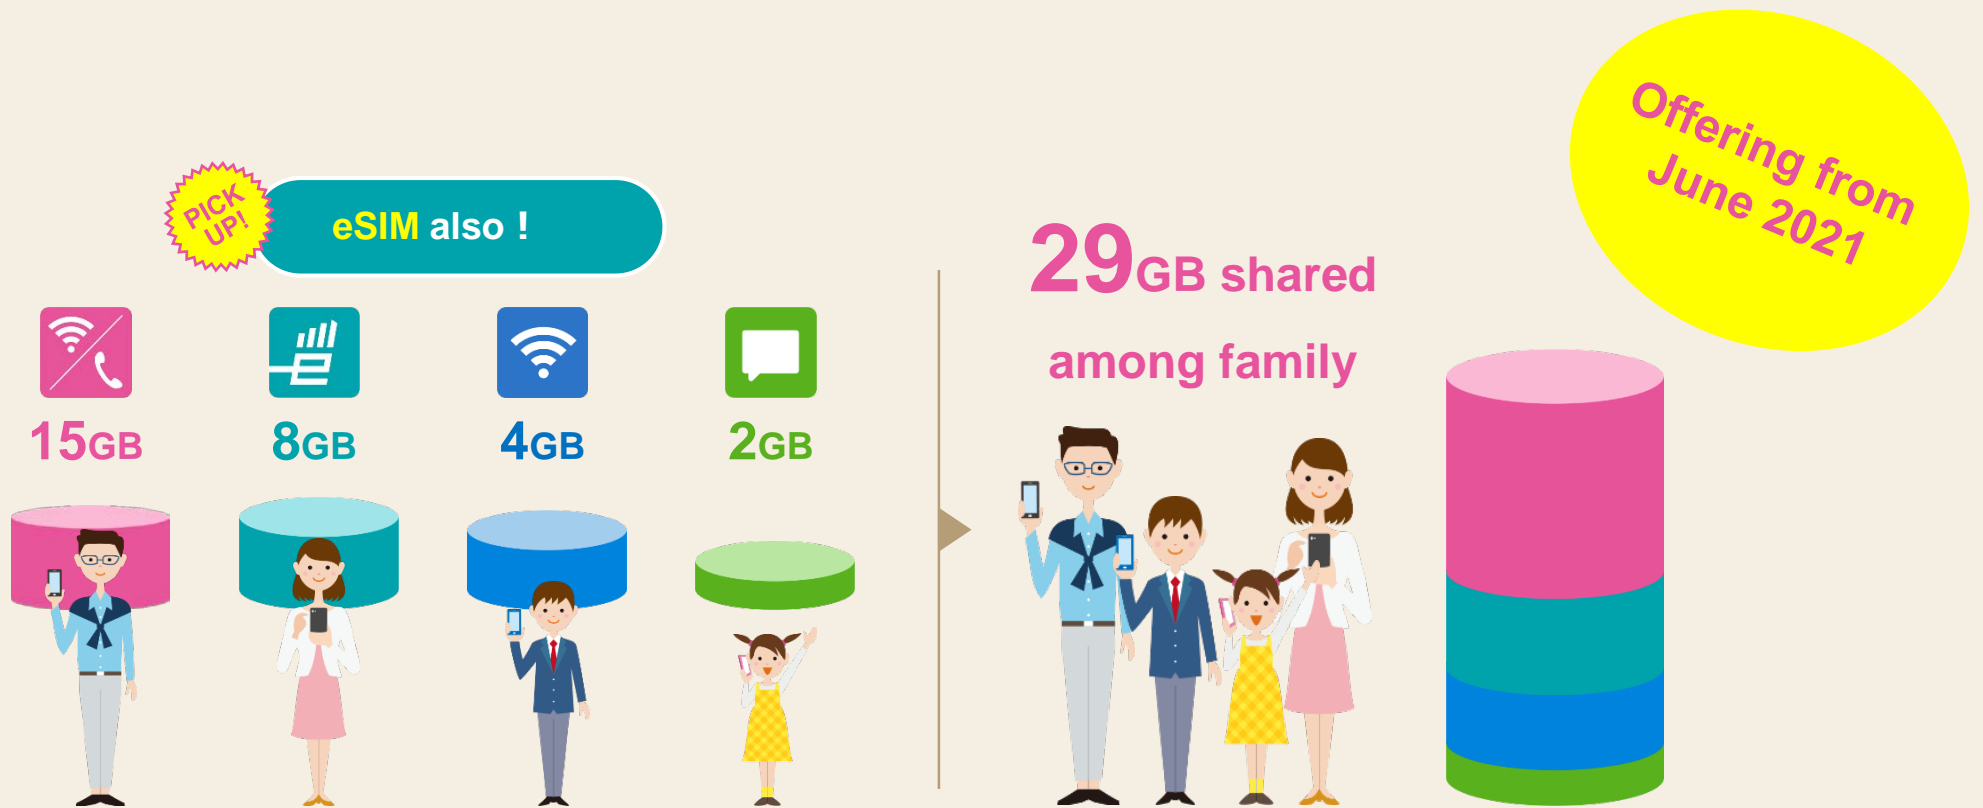 Offering from
June 2021
PICK
UP!
eSIM also !
15GB
8GB
4GB
2GB
29GB shared
among family